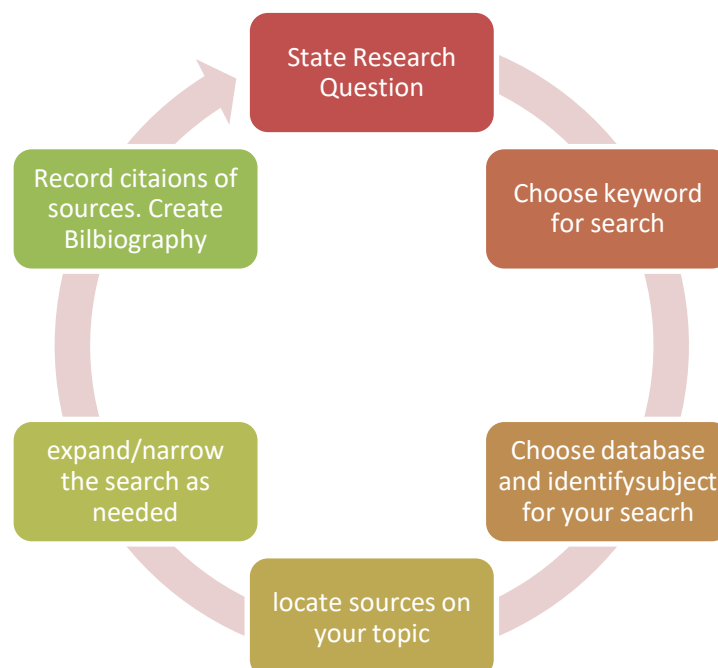 State Research
Question
Choose keyword
for search
Choose database
and identifysubject
for your seacrh
locate sources on
your topic
expand/narrow
the search as
needed
Record citaions of
sources. Create
Bilbiography